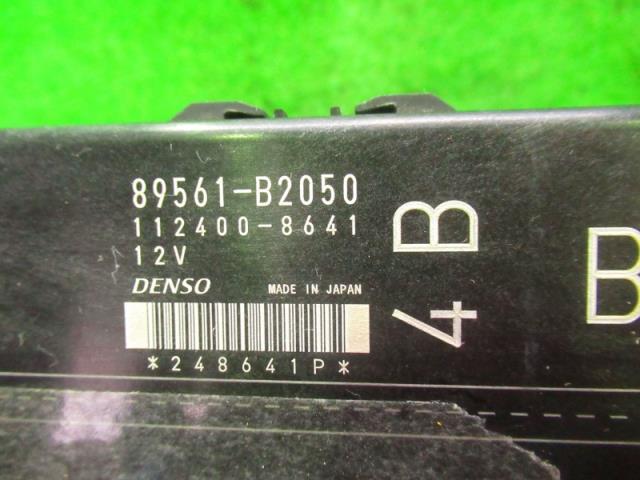 89561-B2050
112400-8641
12V
DENSO MADE IN JAPAN
*248641P*
4B
B